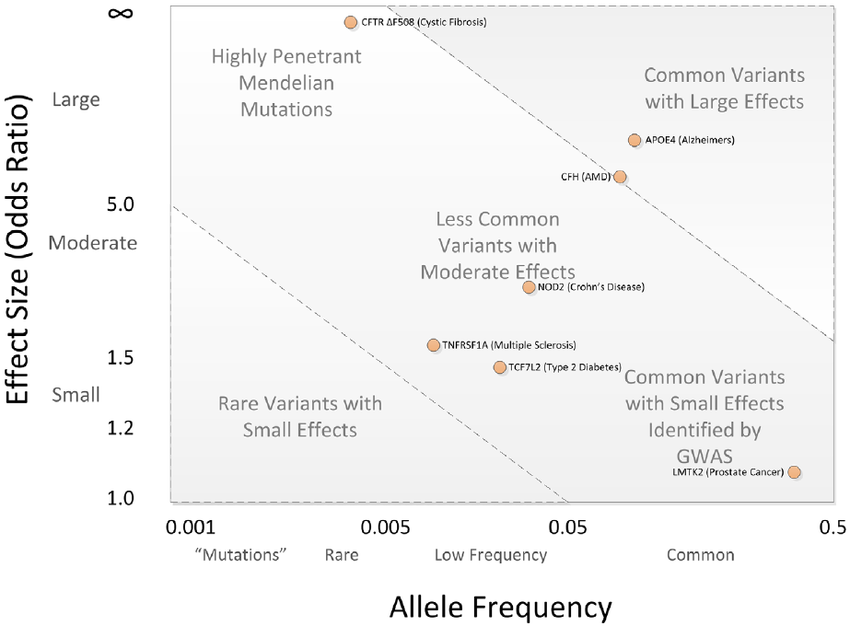 ∞
CFTR ΔF508 (Cystic Fibrosis)
Highly Penetrant
Mendelian
Mutations
Common Variants
with Large Effects
Large
APOE4 (Alzheimers)
CFH (AMD)
5.0
Less Common
Variants with
Moderate Effects
Moderate
NOD2 (Crohn's Disease)
TNFRSF1A (Multiple Sclerosis)
1.5
TCF7L2 (Type 2 Diabetes)
Common Variants
with Small Effects
Identified by
GWAS
Small
Rare Variants with
Small Effects
1.2
LMTK2 (Prostate Cancer)
1.0
Effect Size (Odds Ratio)
0.001 0.005 0.05 0.5
"Mutations" Rare Low Frequency Common
Allele Frequency